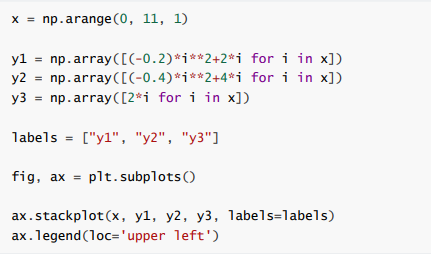 x = np.arange(0, 11, 1)
y1 = np.array([(-0.2)*i**2+2*i for i in x])
y2 = np.array([(-0.4)*i**2+4*i for i in x])
y3 = np.array([2*i for i in x])
labels = ["y1", "y2", "y3"]
fig, ax = plt.subplots()
ax.stackplot(x, y1, y2, y3, labels=labels)
ax.legend(loc='upper left')